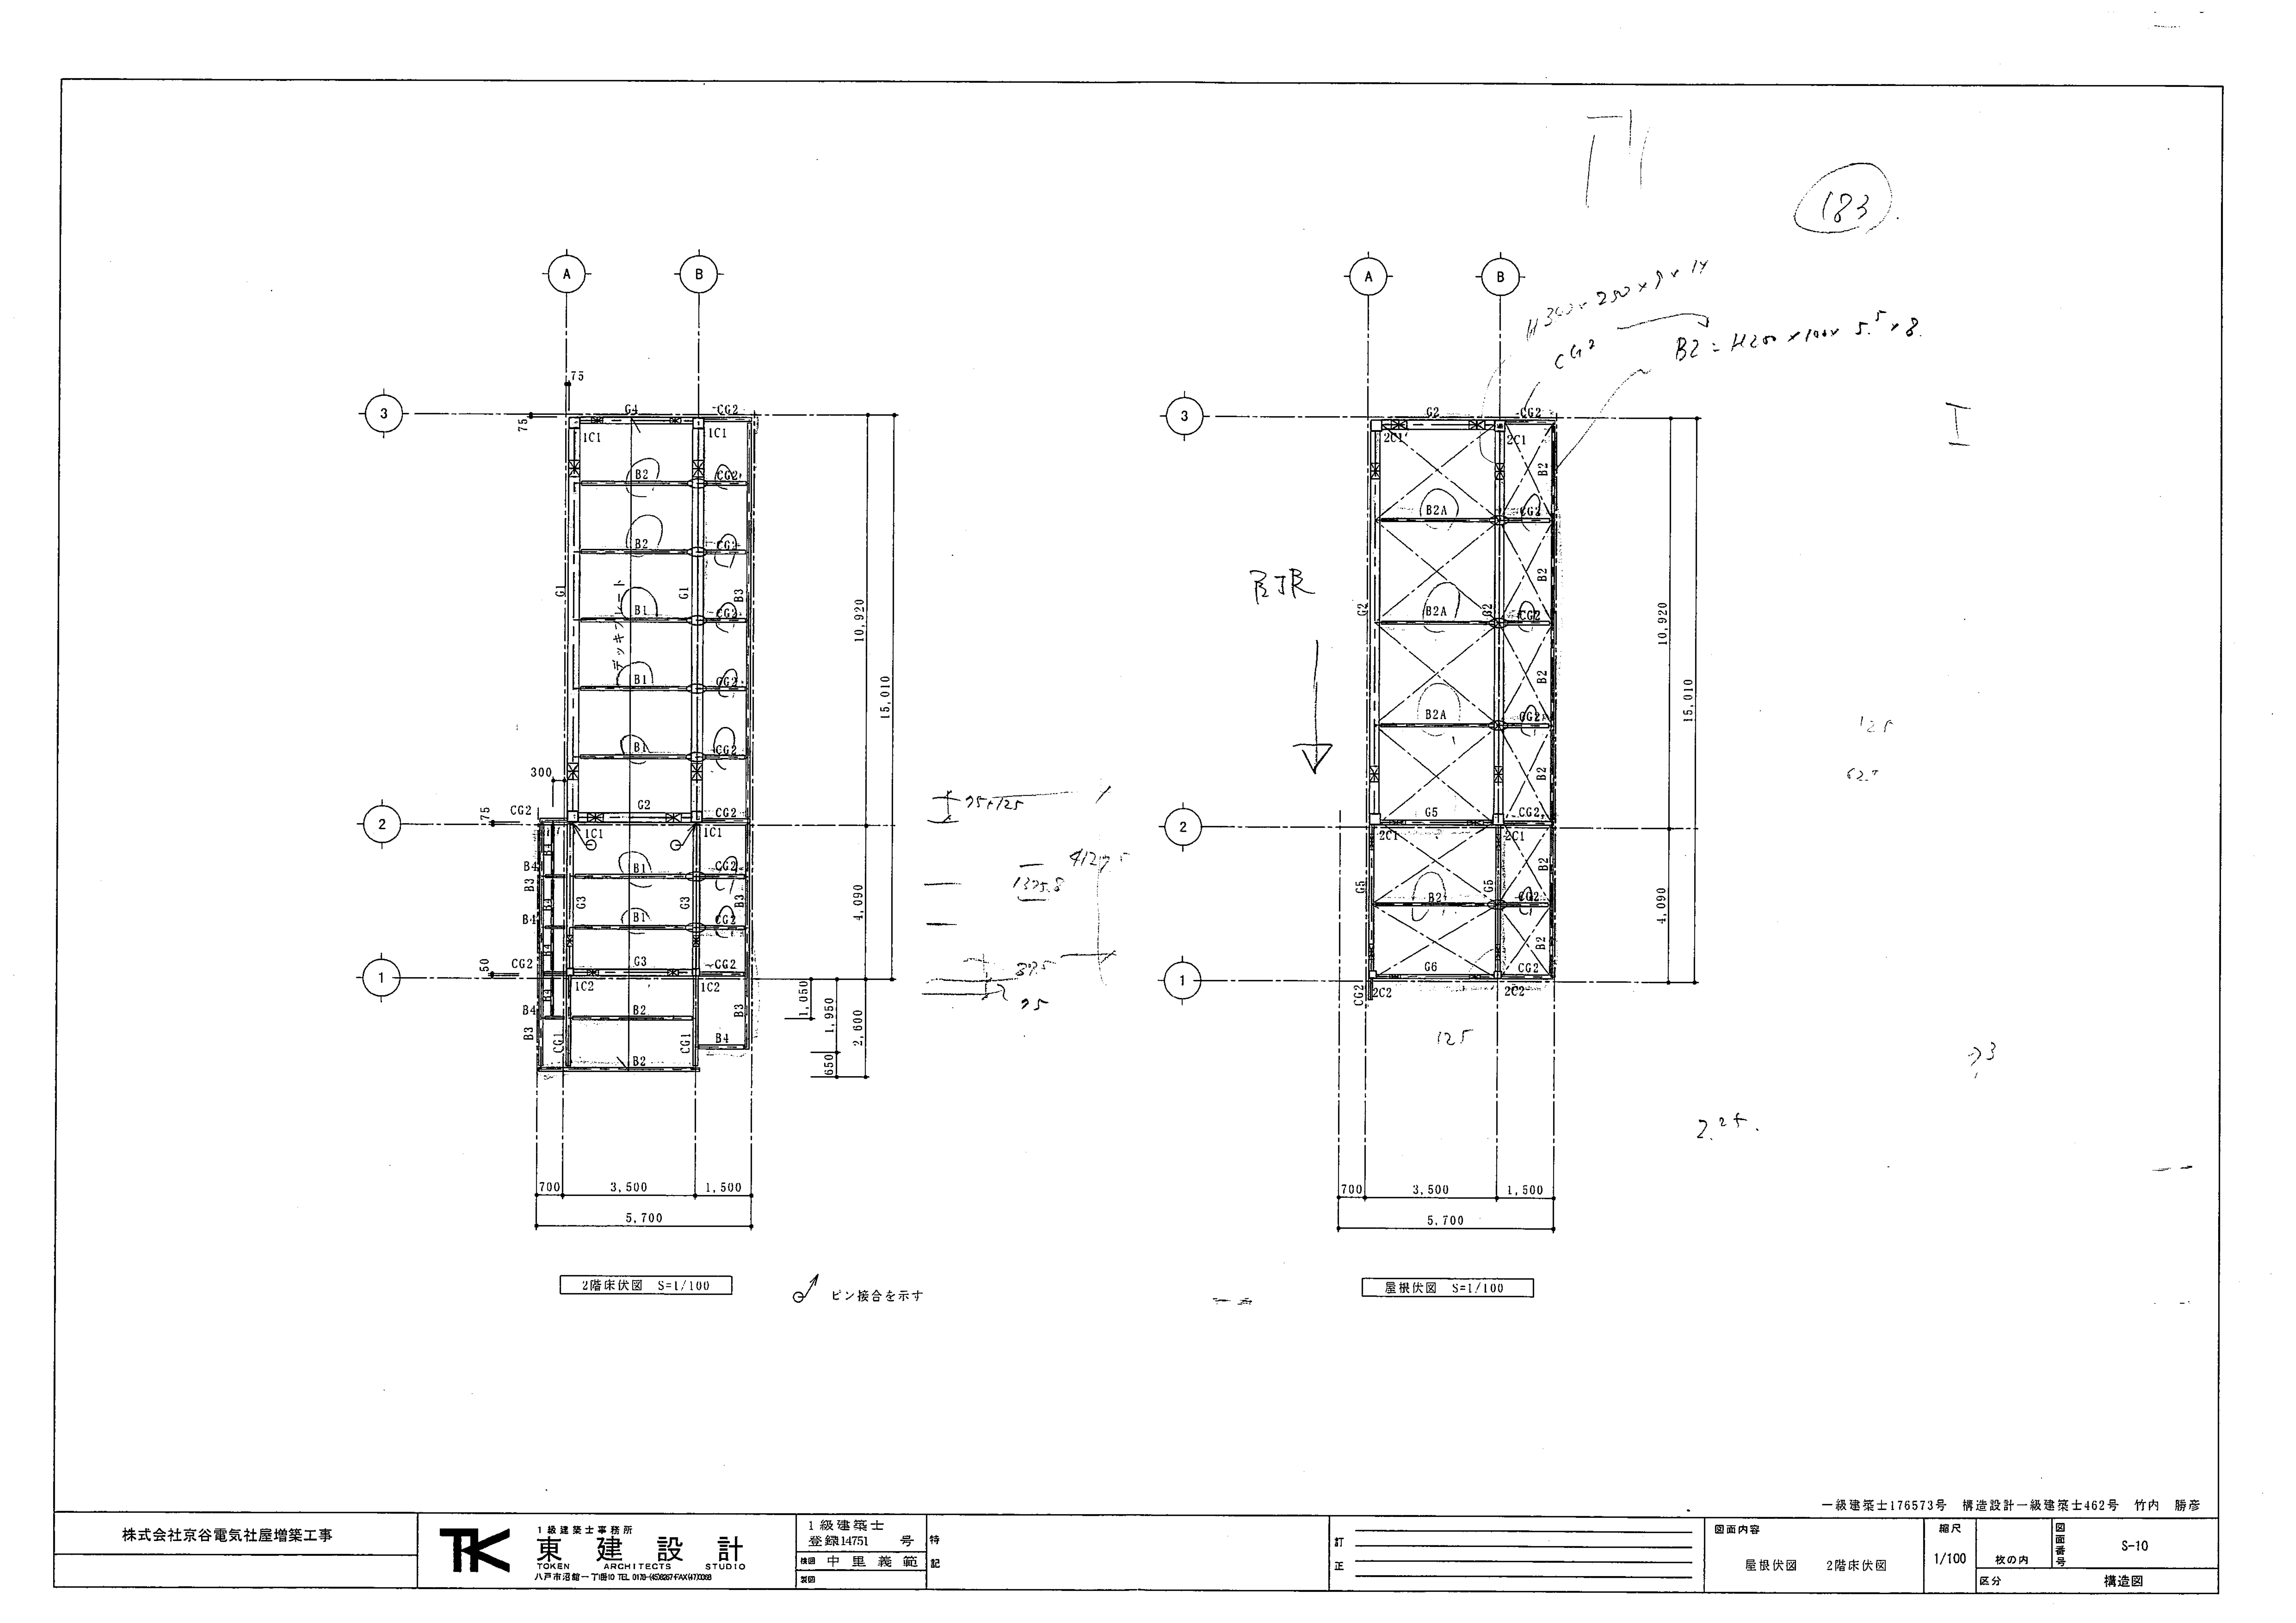 183
A
B
A
B
H300×250×9×14
CG2
B2=H200×100×5.5×8
75
3
G4
CG2
75
1C1
1C1
B2
CG2
B2
CG2
G1
デッキプレート
G1
B3
B1
CG2
B1
CG2
B1
CG2
10,920
15,010
300
75
CG2
G2
CG2
2
1C1
1C1
B4
B4
B3
B1
CG2
B4
G3
G3
B3
B4
B1
CG2
4,090
B4
50
CG2
G3
CG2
1
B4
1C2
1C2
B4
B2
B3
B3
CG1
CG1
B4
B2
1,050
1,950
2,600
650
700
3,500
1,500
5,700
2階床伏図 S=1/100
ピン接合を示す
3
G2
CG2
2C1
2C1
B2
B2A
CG2
B2
G2
B2A
G2
CG2
B2
B2A
CG2
B2
10,920
15,010
G5
CG2
2
2C1
2C1
B2
G5
G5
B2
CG2
B2
4,090
G6
CG2
1
CG2
2C2
2C2
125
700
3,500
1,500
5,700
屋根伏図 S=1/100
75+125
1375.8
75
125
2.25
一級建築士176573号 構造設計一級建築士462号 竹内 勝彦
株式会社京谷電気社屋増築工事
TK
1級建築士事務所
東建設計
TOKEN ARCHITECTS STUDIO
八戸市沼館一丁目6番10 TEL 0178-(45)8267・FAX(47)0068
1級建築士
登録14751 号
検図 中里義範
製図
特記
訂正
図面内容
屋根伏図 2階床伏図
縮尺
1/100
枚の内
図面番号
S-10
区分
構造図